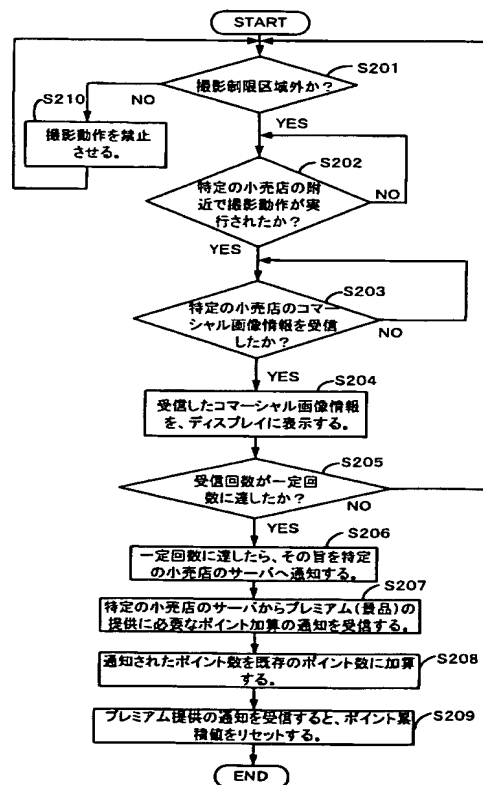 START
撮影制限区域外か?
S201
NO
YES
S210
撮影動作を禁止
させる。
S202
特定の小売店の附
近で撮影動作が実
行されたか?
NO
YES
S203
特定の小売店のコマー
シャル画像情報を受信
したか?
NO
YES
S204
受信したコマーシャル画像情報
を、ディスプレイに表示する。
S205
受信回数が一定回
数に達したか?
NO
YES
S206
一定回数に達したら、その旨を特定
の小売店のサーバへ通知する。
S207
特定の小売店のサーバからプレミアム(景品)の
提供に必要なポイント加算の通知を受信する。
通知されたポイント数を既存のポイント数に加算
する。
S208
プレミアム提供の通知を受信すると、ポイント累
積値をリセットする。
S209
END